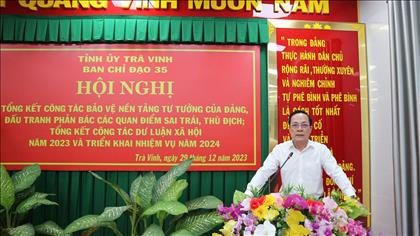 QUANG VINH MUÔN NĂM
TỈNH ỦY TRÀ VINH
BAN CHỈ ĐẠO 35
HỘI NGHỊ
TỔNG KẾT CÔNG TÁC BẢO VỆ NỀN TẢNG TƯ TƯỞNG CỦA ĐẢNG,
ĐẤU TRANH PHẢN BÁC CÁC QUAN ĐIỂM SAI TRÁI, THÙ ĐỊCH;
TỔNG KẾT CÔNG TÁC DƯ LUẬN XÃ HỘI
NĂM 2023 VÀ TRIỂN KHAI NHIỆM VỤ NĂM 2024
Trà Vinh, ngày 29 tháng 12 năm 2023
"TRONG ĐẢNG
THỰC HÀNH DÂN CHỦ
RỘNG RÃI, THƯỜNG XUYÊN
VÀ NGHIÊM CHỈNH
TỰ PHÊ BÌNH VÀ PHÊ BÌNH
LÀ CÁCH TỐT NHẤT
CỐ
TRIỂN